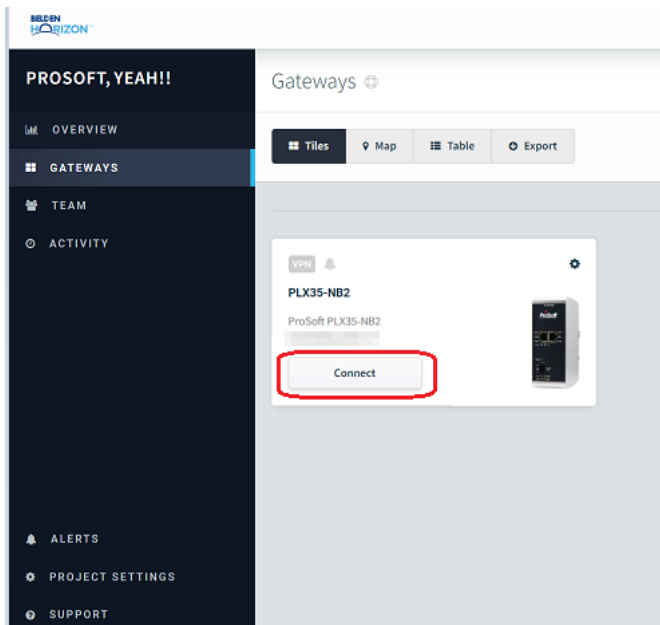 BELDEN
HORIZON™
PROSOFT, YEAH!!
Gateways
OVERVIEW
GATEWAYS
TEAM
ACTIVITY
Tiles
Map
Table
Export
VPN
PLX35-NB2
ProSoft PLX35-NB2
Connect
ProSoft
ALERTS
PROJECT SETTINGS
SUPPORT